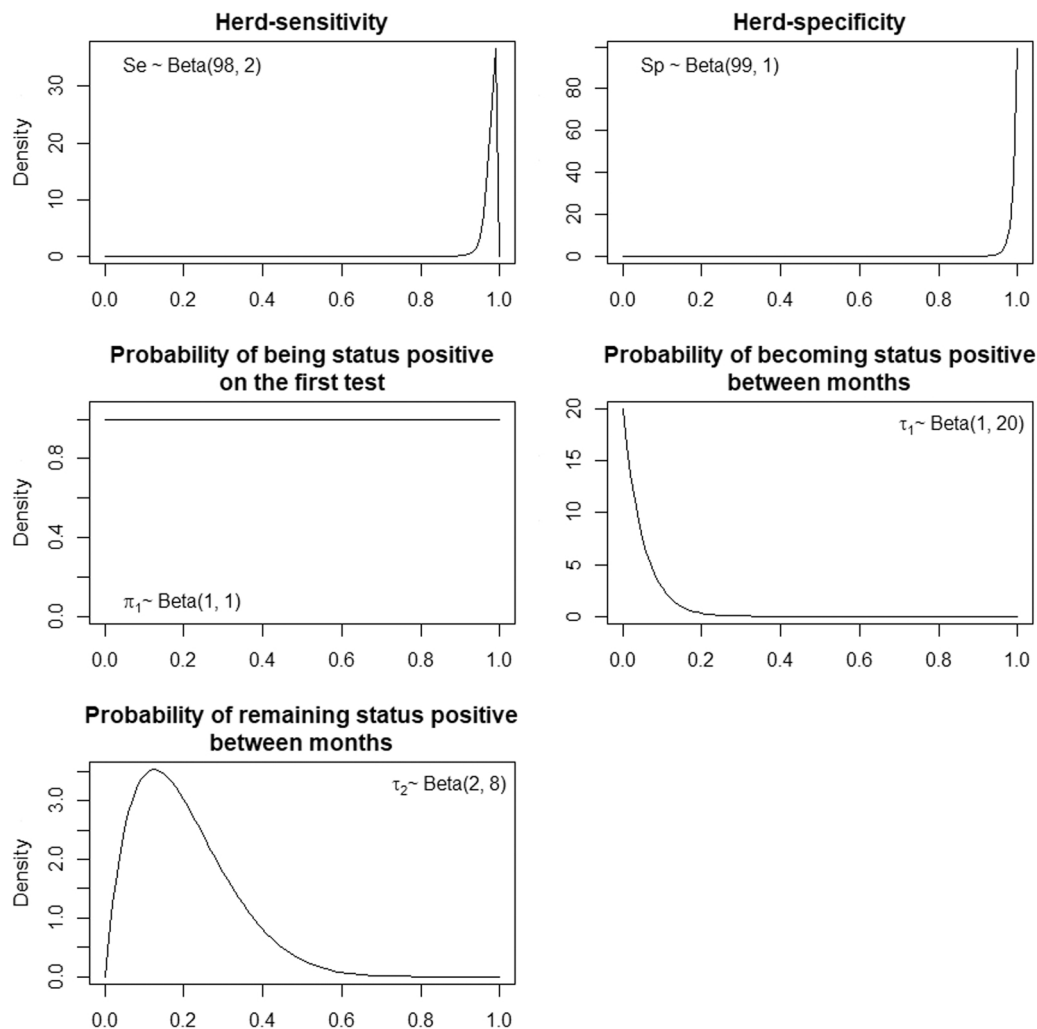 Herd-sensitivity
Se ~ Beta(98, 2)
Density
0 10 20 30
0.0 0.2 0.4 0.6 0.8 1.0
Herd-specificity
Sp ~ Beta(99, 1)
0 20 40 60 80
0.0 0.2 0.4 0.6 0.8 1.0
Probability of being status positive
on the first test
Density
0.0 0.4 0.8
π1~ Beta(1, 1)
0.0 0.2 0.4 0.6 0.8 1.0
Probability of becoming status positive
between months
τ1~ Beta(1, 20)
0 5 10 15 20
0.0 0.2 0.4 0.6 0.8 1.0
Probability of remaining status positive
between months
τ2~ Beta(2, 8)
Density
0.0 1.0 2.0 3.0
0.0 0.2 0.4 0.6 0.8 1.0